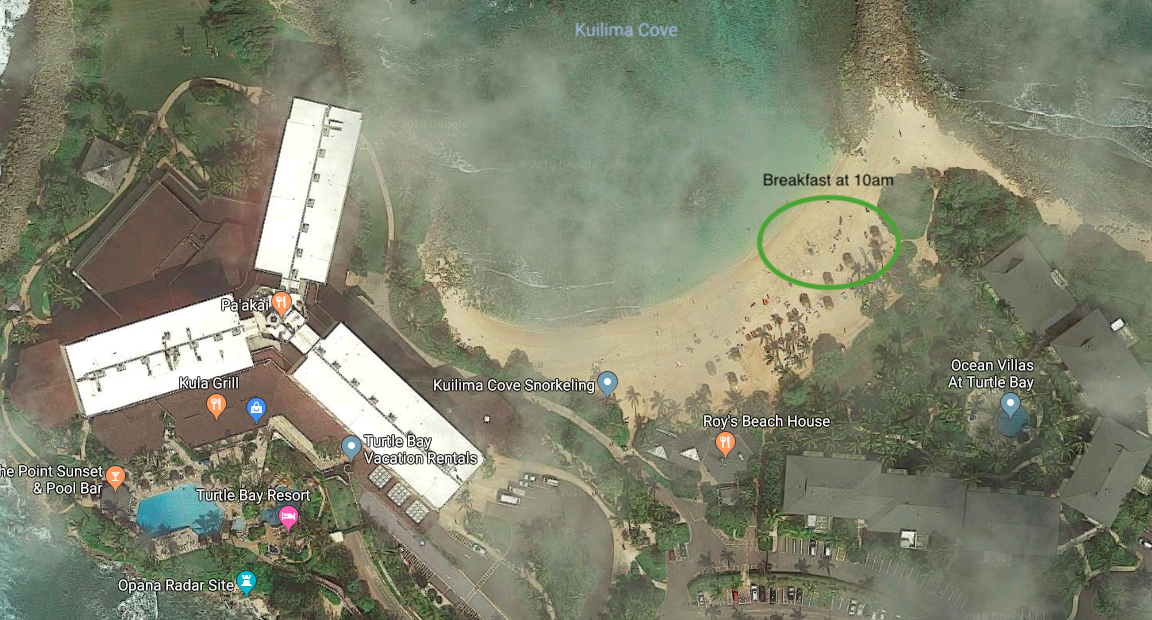 Kuilima Cove
Breakfast at 10am
Pa'akai
Kula Grill
Kuilima Cove Snorkeling
Ocean Villas
At Turtle Bay
Roy's Beach House
Turtle Bay
Vacation Rentals
he Point Sunset
& Pool Bar
Turtle Bay Resort
Opana Radar Site